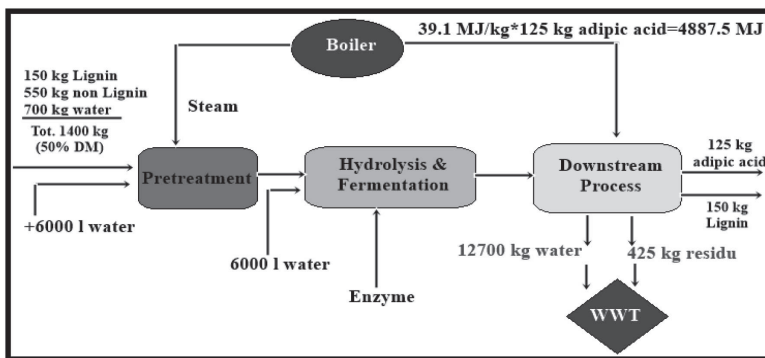 Boiler
39.1 MJ/kg*125 kg adipic acid=4887.5 MJ
150 kg Lignin
550 kg non Lignin
700 kg water
Tot. 1400 kg
(50% DM)
Steam
Pretreatment
+6000 l water
Hydrolysis &
Fermentation
6000 l water
Enzyme
Downstream
Process
125 kg
adipic acid
150 kg
Lignin
12700 kg water
425 kg residu
WWT